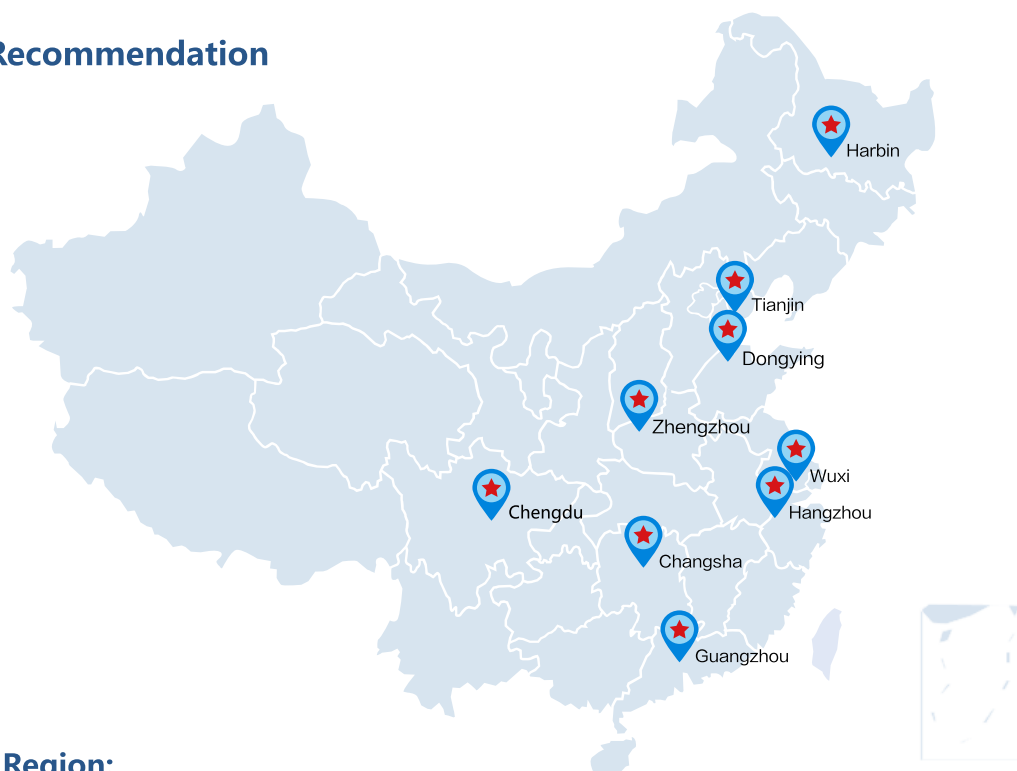 Recommendation
Harbin
Tianjin
Dongying
Zhengzhou
Wuxi
Hangzhou
Chengdu
Changsha
Guangzhou
Region: